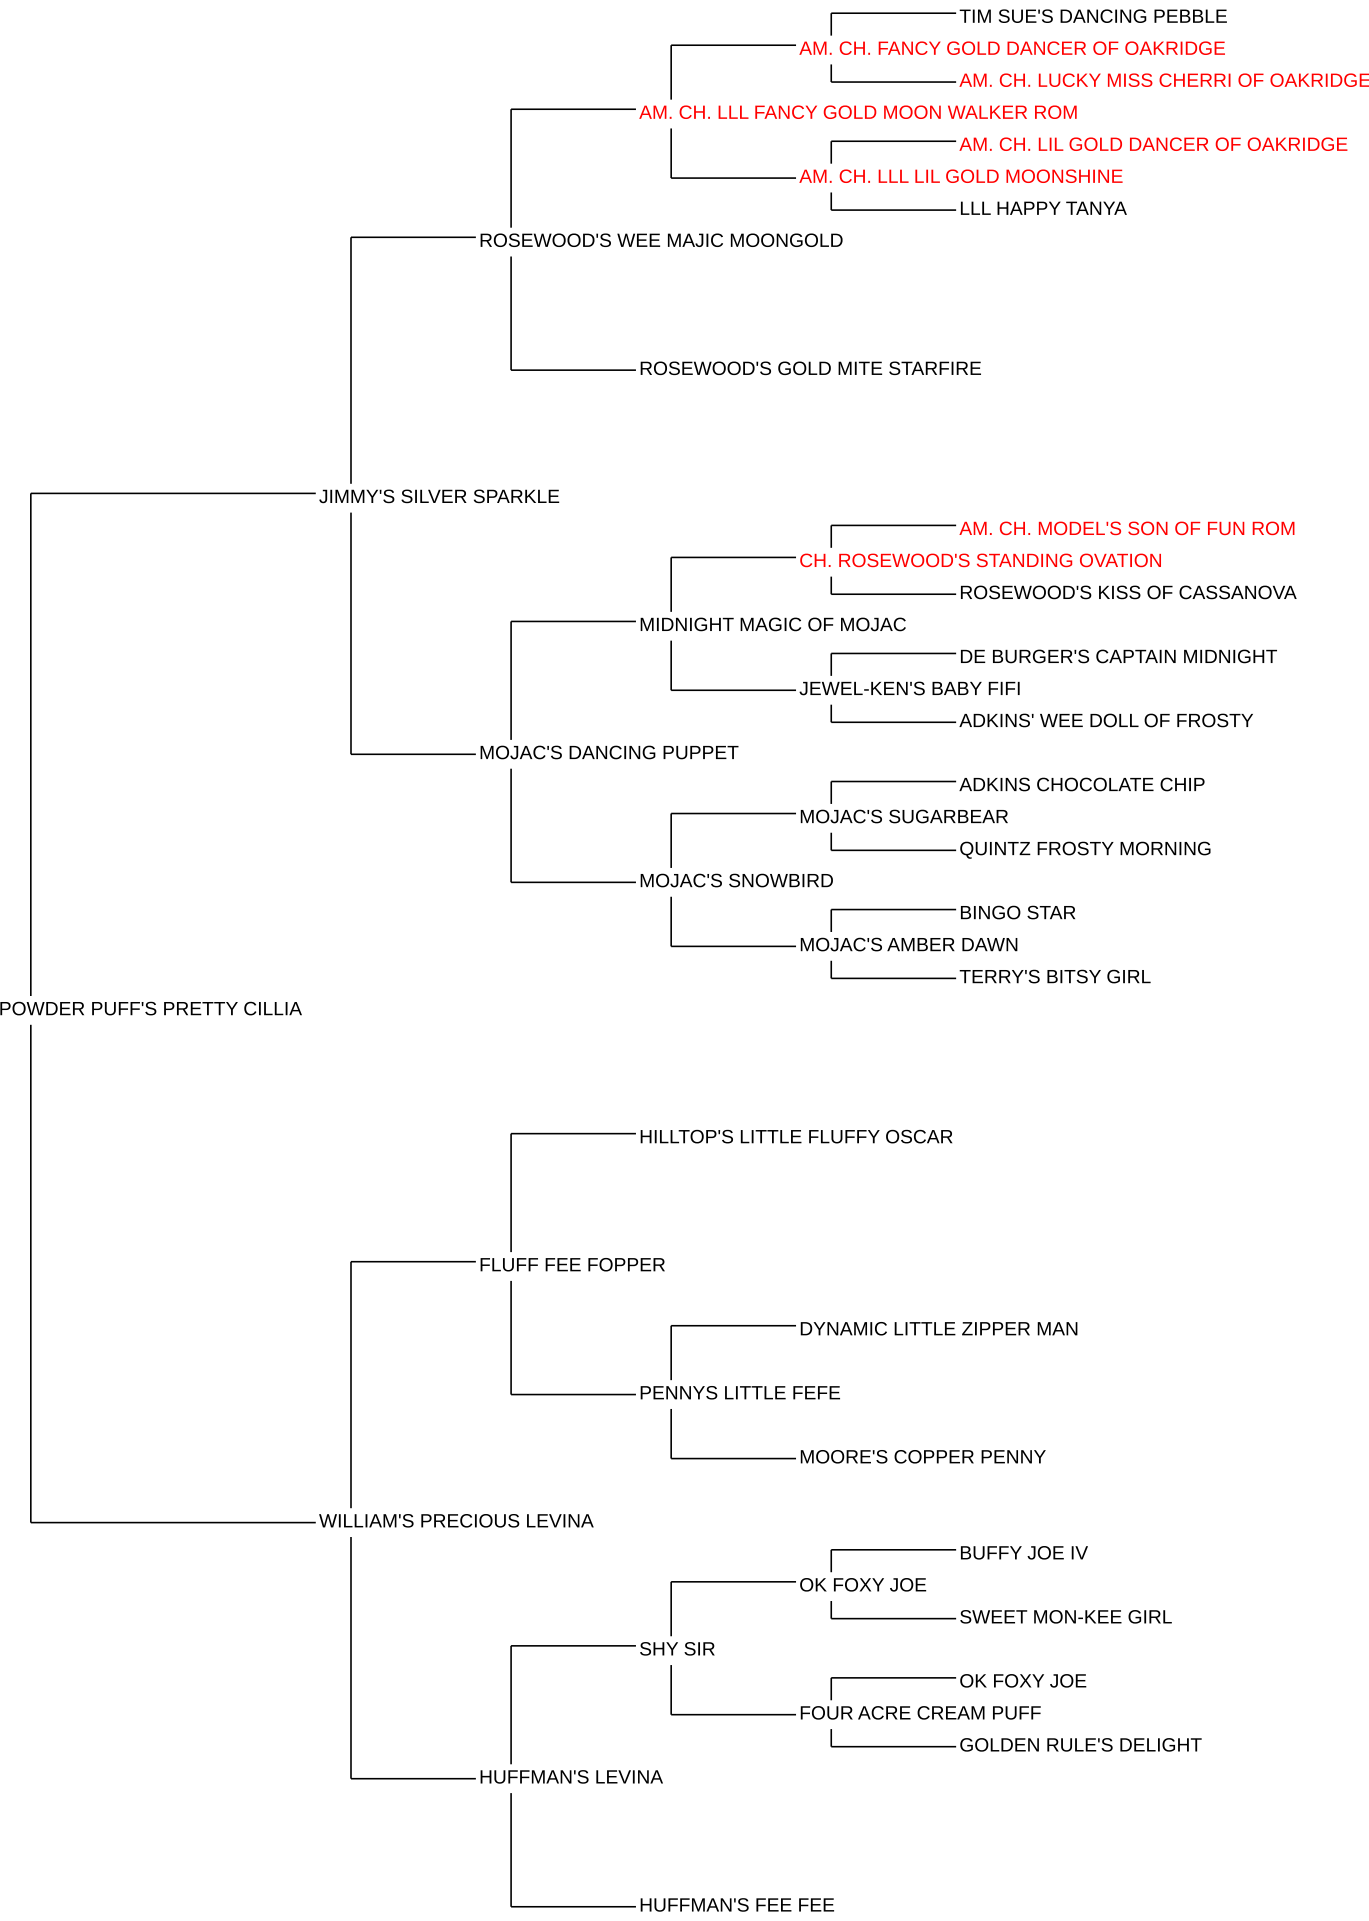 TIM SUE'S DANCING PEBBLE
AM. CH. FANCY GOLD DANCER OF OAKRIDGE
AM. CH. LUCKY MISS CHERRI OF OAKRIDGE
AM. CH. LLL FANCY GOLD MOON WALKER ROM
AM. CH. LIL GOLD DANCER OF OAKRIDGE
AM. CH. LLL LIL GOLD MOONSHINE
LLL HAPPY TANYA
ROSEWOOD'S WEE MAJIC MOONGOLD
ROSEWOOD'S GOLD MITE STARFIRE
JIMMY'S SILVER SPARKLE
AM. CH. MODEL'S SON OF FUN ROM
CH. ROSEWOOD'S STANDING OVATION
ROSEWOOD'S KISS OF CASSANOVA
MIDNIGHT MAGIC OF MOJAC
DE BURGER'S CAPTAIN MIDNIGHT
JEWEL-KEN'S BABY FIFI
ADKINS' WEE DOLL OF FROSTY
MOJAC'S DANCING PUPPET
ADKINS CHOCOLATE CHIP
MOJAC'S SUGARBEAR
QUINTZ FROSTY MORNING
MOJAC'S SNOWBIRD
BINGO STAR
MOJAC'S AMBER DAWN
TERRY'S BITSY GIRL
POWDER PUFF'S PRETTY CILLIA
HILLTOP'S LITTLE FLUFFY OSCAR
FLUFF FEE FOPPER
DYNAMIC LITTLE ZIPPER MAN
PENNYS LITTLE FEFE
MOORE'S COPPER PENNY
WILLIAM'S PRECIOUS LEVINA
BUFFY JOE IV
OK FOXY JOE
SWEET MON-KEE GIRL
SHY SIR
OK FOXY JOE
FOUR ACRE CREAM PUFF
GOLDEN RULE'S DELIGHT
HUFFMAN'S LEVINA
HUFFMAN'S FEE FEE